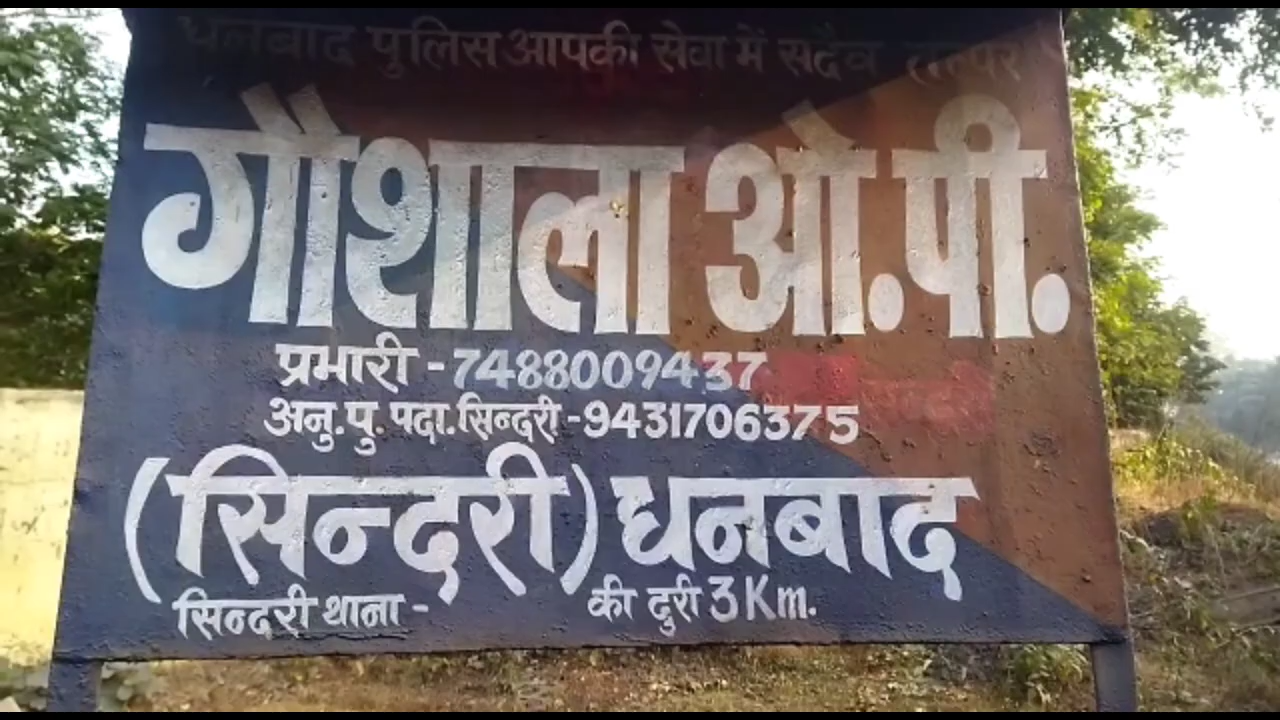 धनबाद पुलिस आपकी सेवा में सदैव तत्पर
गौशाला ओ.पी.
प्रभारी - 7488009437
अनु.पु. पदा.सिन्दरी - 9431706375
(सिन्दरी) धनबाद
सिन्दरी थाना - की दुरी 3 Km.